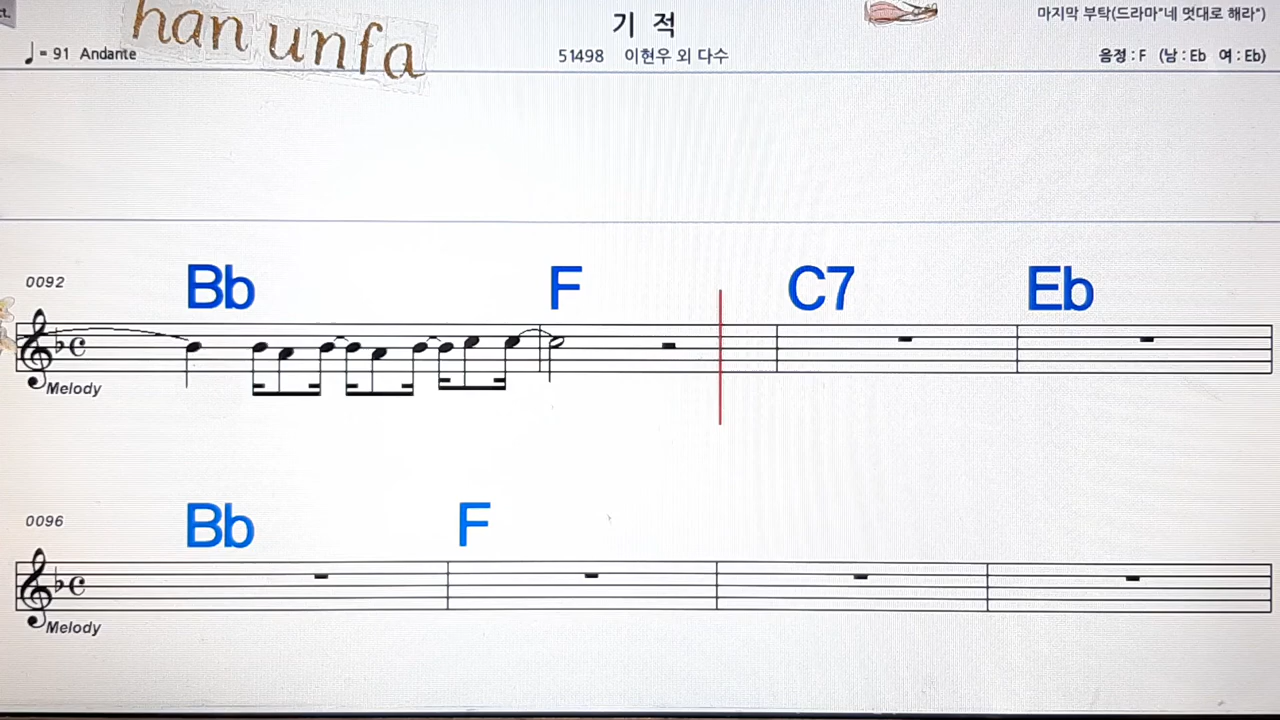 ct.
han unfa
기 적
마지막 부탁(드라마"네 멋대로 해라")
♩= 91 Andante
51498 이현우 외 다수
음정 : F (남 : Eb 여 : Eb)
0092
Bb F C7 Eb
Melody
0096
Bb F
Melody